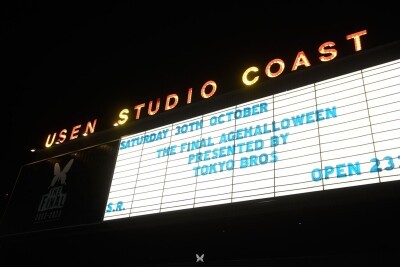 USEN STUDIO COAST
SATURDAY 30TH OCTOBER
THE FINAL AGEHALLOWEEN
PRESENTED BY
TOKYO BROS
OPEN 23
S.R.